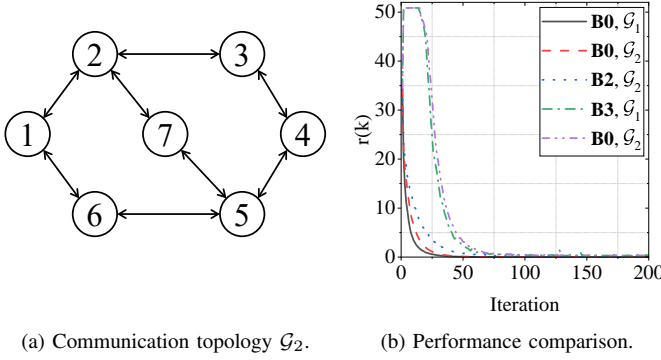 2
3
1
7
4
6
5
50
40
30
20
10
0
r(k)
B0, 𝒢₁
B0, 𝒢₂
B2, 𝒢₂
B3, 𝒢₁
B0, 𝒢₂
0 50 100 150 200
Iteration
(a) Communication topology 𝒢₂.
(b) Performance comparison.